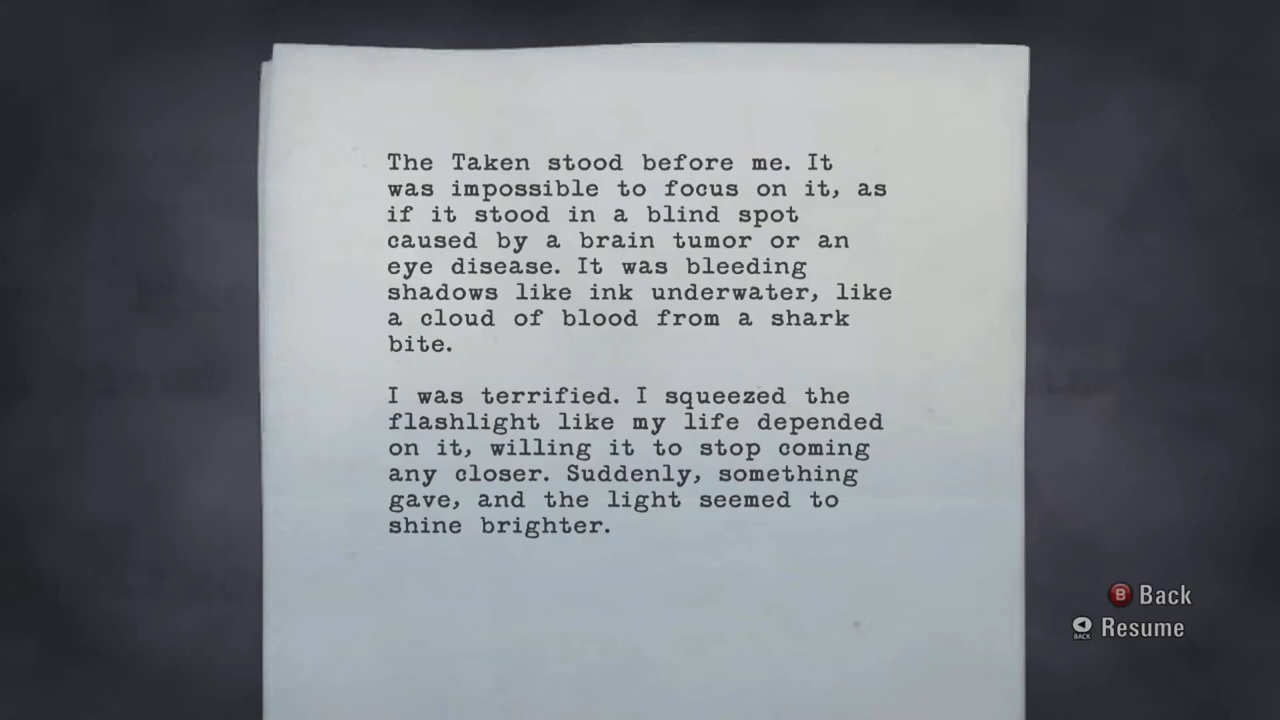 The Taken stood before me. It
was impossible to focus on it, as
if it stood in a blind spot
caused by a brain tumor or an
eye disease. It was bleeding
shadows like ink underwater, like
a cloud of blood from a shark
bite.
I was terrified. I squeezed the
flashlight like my life depended
on it, willing it to stop coming
any closer. Suddenly, something
gave, and the light seemed to
shine brighter.
B Back
BACK Resume